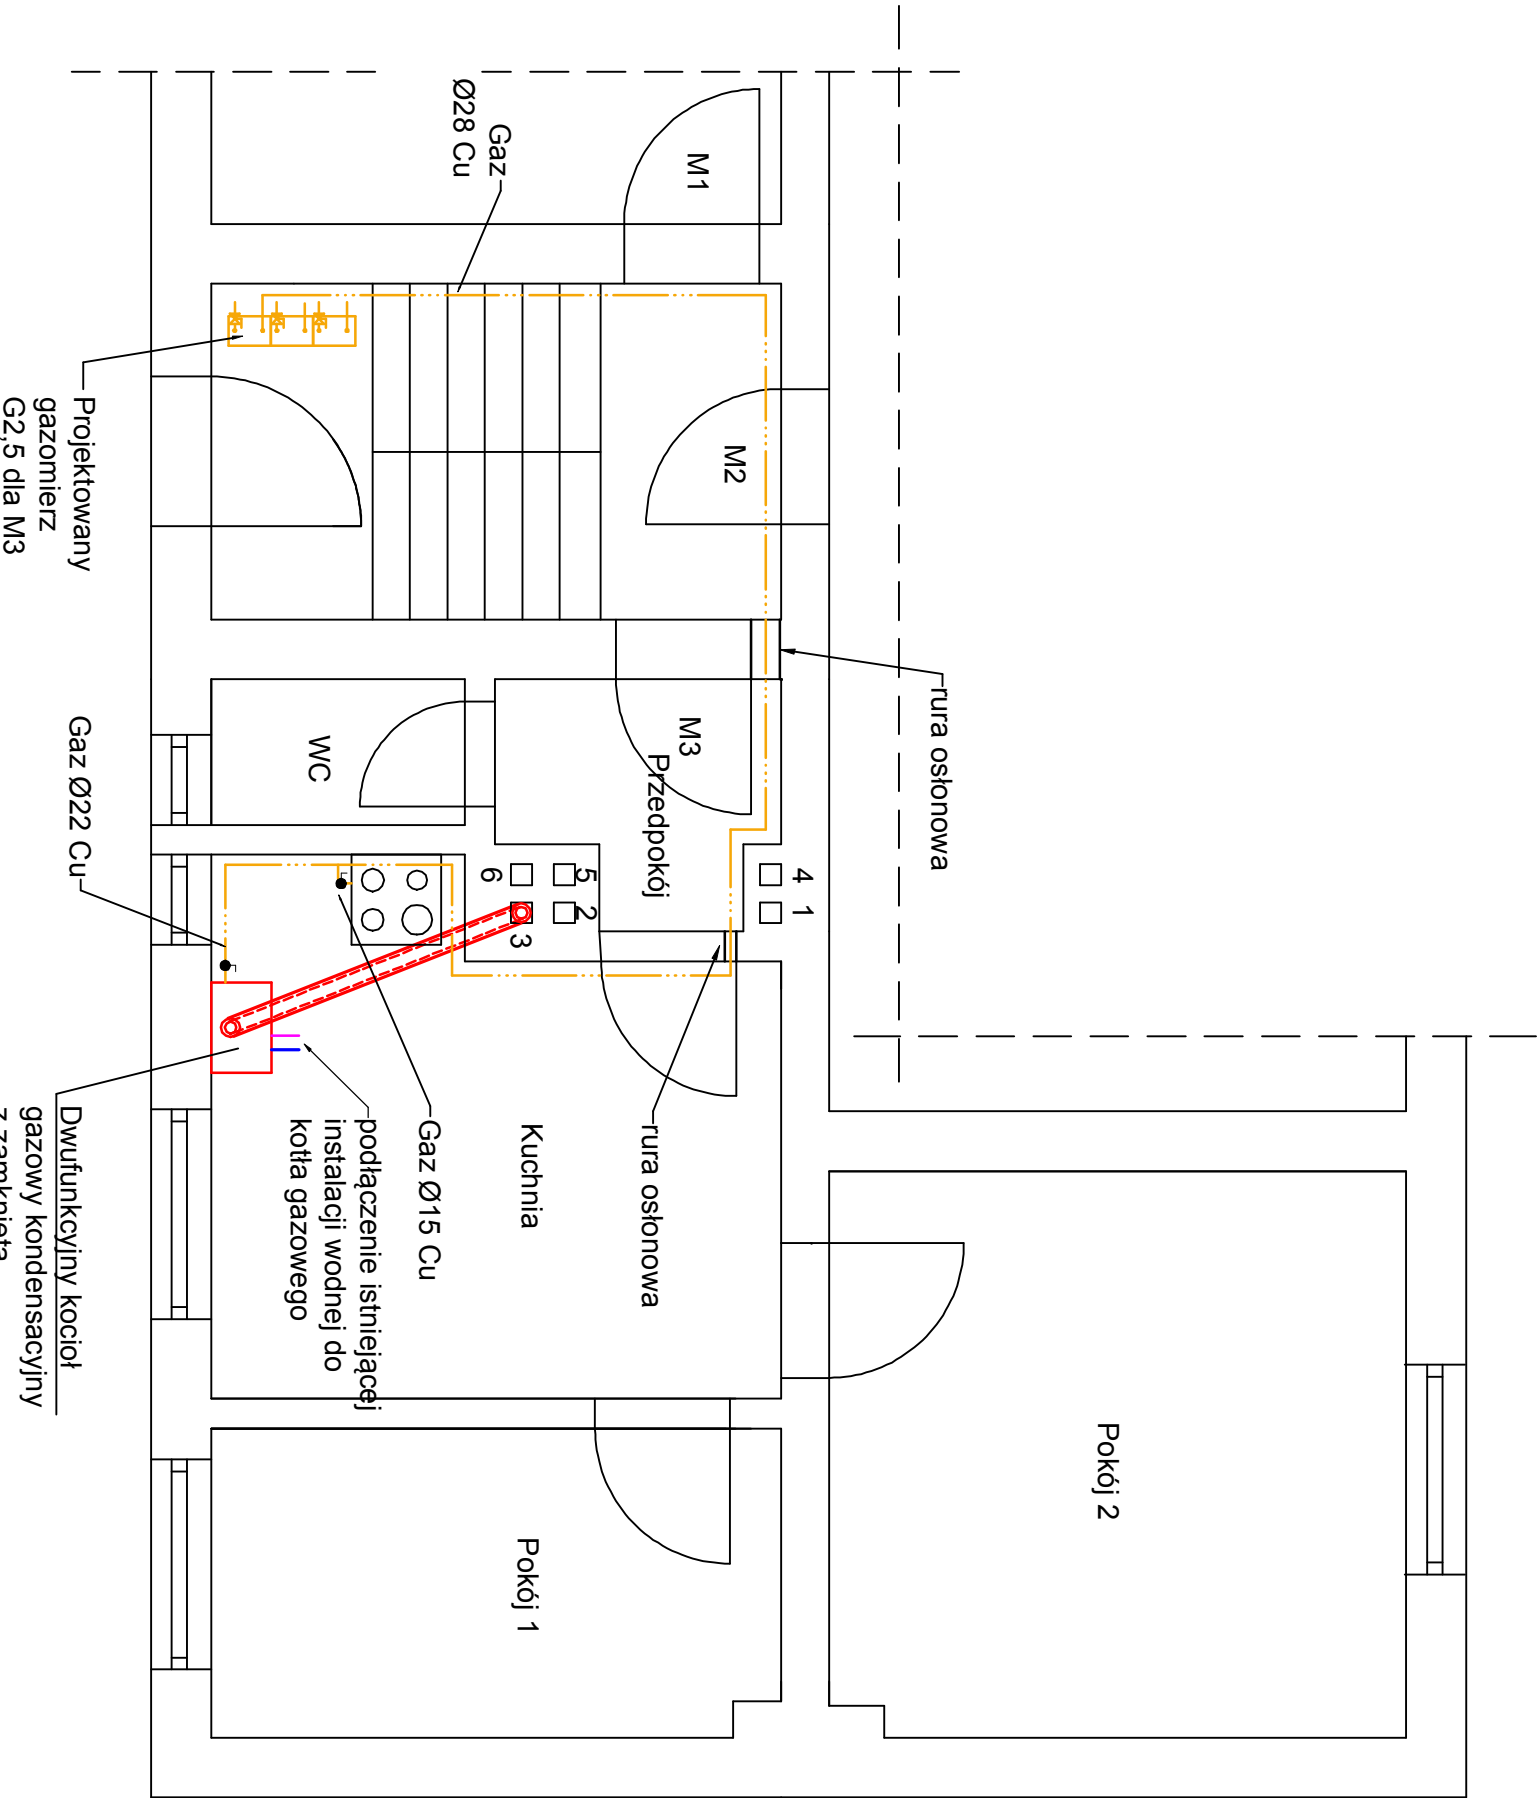 Gaz
Ø28 Cu
M1
M2
M3
Projektowany
gazomierz
G2,5 dla M3
rura osłonowa
WC
Przedpokój
Gaz Ø22 Cu
4
1
5
2
6
3
rura osłonowa
Kuchnia
Gaz Ø15 Cu
podłączenie istniejącej
instalacji wodnej do
kotła gazowego
Dwufunkcyjny kocioł
gazowy kondensacyjny
z zamkniętą
Pokój 2
Pokój 1